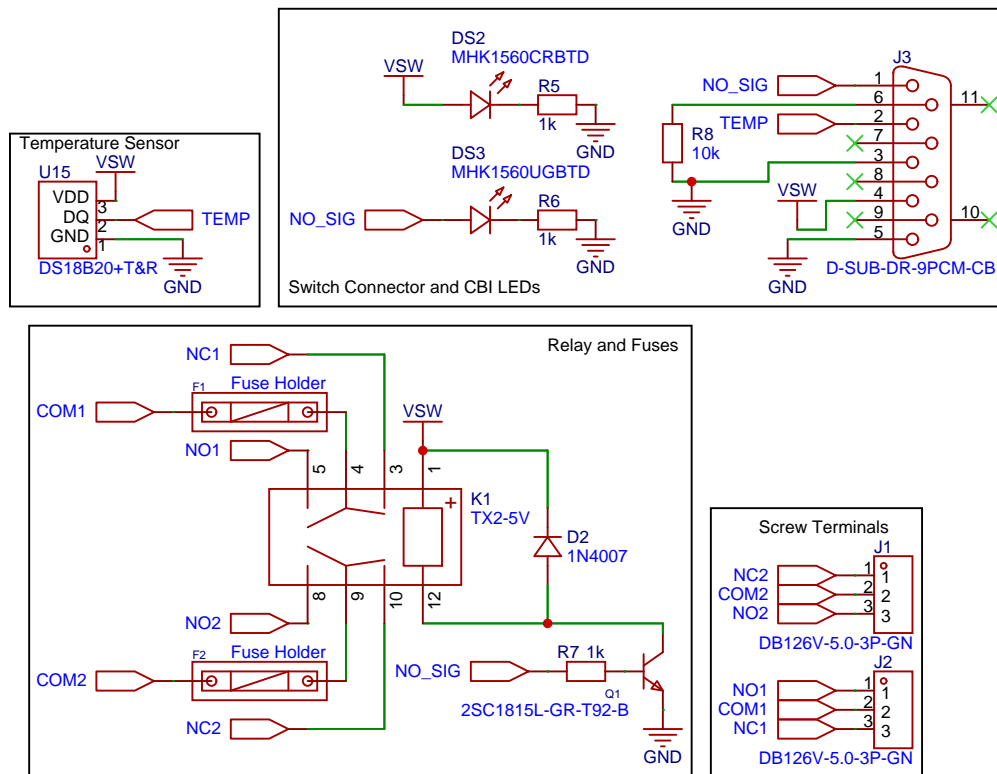 Temperature Sensor
VSW
U15
VDD
3
DQ
2
GND
1
TEMP
DS18B20+T&R
GND
DS2
MHK1560CRBTD
VSW
R5
1k
GND
DS3
MHK1560UGBTD
NO_SIG
R6
1k
GND
Switch Connector and CBI LEDs
J3
NO_SIG
1
6
11
TEMP
2
R8
10k
7
3
8
VSW
4
9
10
GND
5
GND
D-SUB-DR-9PCM-CB
Relay and Fuses
NC1
F1
Fuse Holder
COM1
VSW
NO1
5
4
3
1
K1
+
TX2-5V
D2
1N4007
8
9
10
12
NO2
F2
Fuse Holder
COM2
NO_SIG
R7 1k
Q1
2SC1815L-GR-T92-B
NC2
GND
Screw Terminals
J1
NC2 1 1
COM2 2 2
NO2 3 3
DB126V-5.0-3P-GN
J2
NO1 1 1
COM1 2 2
NC1 3 3
DB126V-5.0-3P-GN